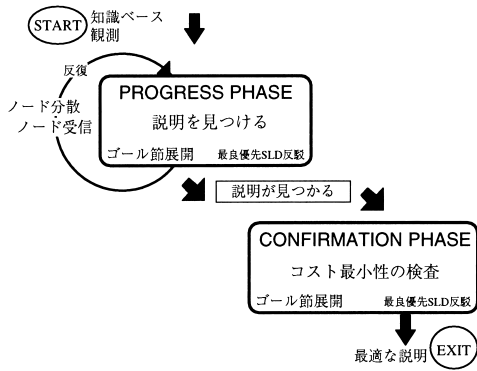 START
知識ベース
観測
反復
ノード分散
ノード受信
PROGRESS PHASE
説明を見つける
ゴール節展開 最良優先SLD反駁
説明が見つかる
CONFIRMATION PHASE
コスト最小性の検査
ゴール節展開 最良優先SLD反駁
最適な説明
EXIT